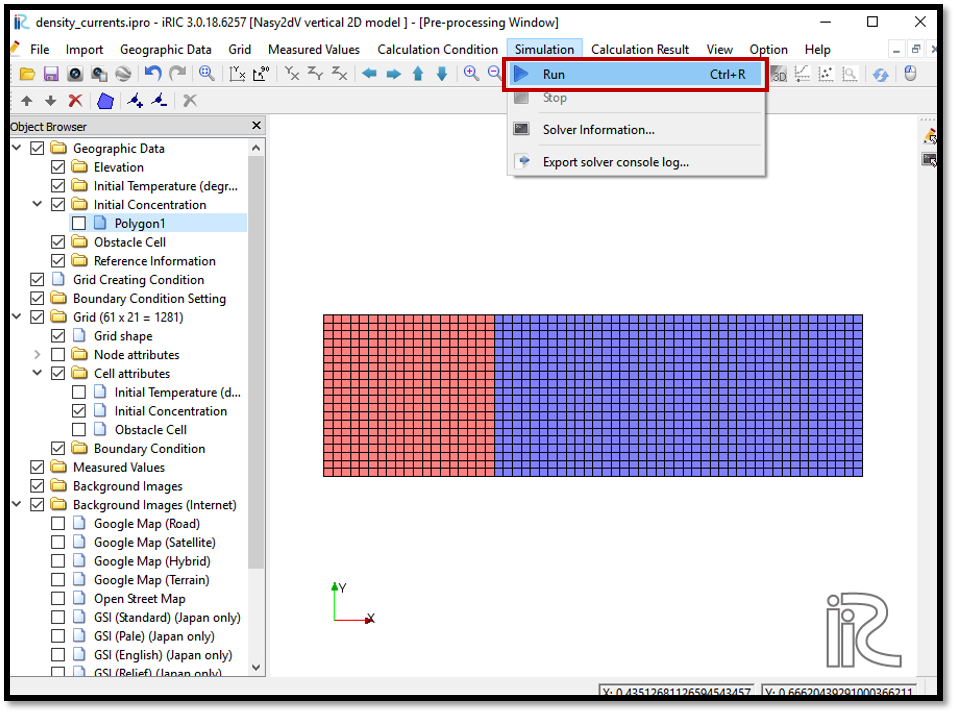 density_currents.ipro - iRIC 3.0.18.6257 [Nasy2dV vertical 2D model ] - [Pre-processing Window]
File Import Geographic Data Grid Measured Values Calculation Condition Simulation Calculation Result View Option Help
Run Ctrl+R
Stop
Solver Information...
Export solver console log...
Object Browser
Geographic Data
Elevation
Initial Temperature (degr...
Initial Concentration
Polygon1
Obstacle Cell
Reference Information
Grid Creating Condition
Boundary Condition Setting
Grid (61 x 21 = 1281)
Grid shape
Node attributes
Cell attributes
Initial Temperature (d...
Initial Concentration
Obstacle Cell
Boundary Condition
Measured Values
Background Images
Background Images (Internet)
Google Map (Road)
Google Map (Satellite)
Google Map (Hybrid)
Google Map (Terrain)
Open Street Map
GSI (Standard) (Japan only)
GSI (Pale) (Japan only)
GSI (English) (Japan only)
GSI (Relief) (Japan only)
Y
X
iRIC
X: 0.43512681126594543457 Y: 0.66620439291000366211